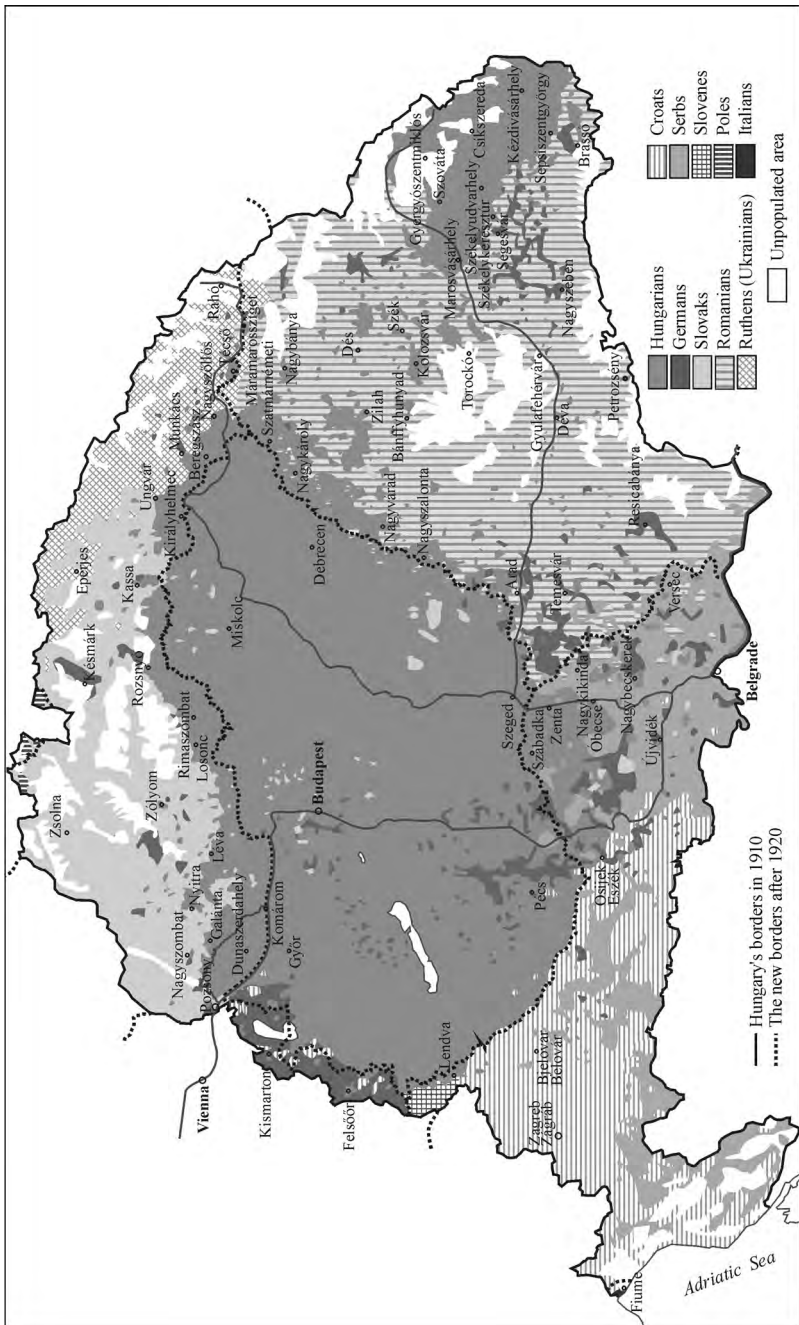 Vienna
Kismarton
Felsőőr
Lendva
Zagreb
Zágráb
Bjelovar
Belovár
Fiume
Adriatic Sea
Nagyszombat
Pozsony
Nyitra
Galánta
Dunaszerdahely
Komárom
Győr
Léva
Zsolna
Zólyom
Budapest
Pécs
Osijek
Eszék
Rimaszombat
Losonc
Késmárk
Rozsnyó
Eperjes
Kassa
Miskolc
Szeged
Szabadka
Zenta
Nagykikinda
Óbecse
Nagybecskerek
Újvidék
Belgrade
Ungvár
Királyhelmec
Munkács
Beregszász
Nagyszőllős
Técső
Rahó
Máramarossziget
Szatmárnémeti
Nagybánya
Nagykároly
Debrecen
Nagyvárad
Nagyszalonta
Arad
Temesvár
Versec
Resicabánya
Zilah
Bánffyhunyad
Dés
Szék
Kolozsvár
Torockó
Gyulafehérvár
Déva
Petrozsény
Gyergyószentmiklós
Szováta
Csíkszereda
Marosvásárhely
Székelyudvarhely
Székelykeresztúr
Segesvár
Kézdivásárhely
Sepsiszentgyörgy
Brassó
Nagyszeben
Hungarians
Germans
Slovaks
Romanians
Ruthens (Ukrainians)
Croats
Serbs
Slovenes
Poles
Italians
Unpopulated area
Hungary's borders in 1910
The new borders after 1920